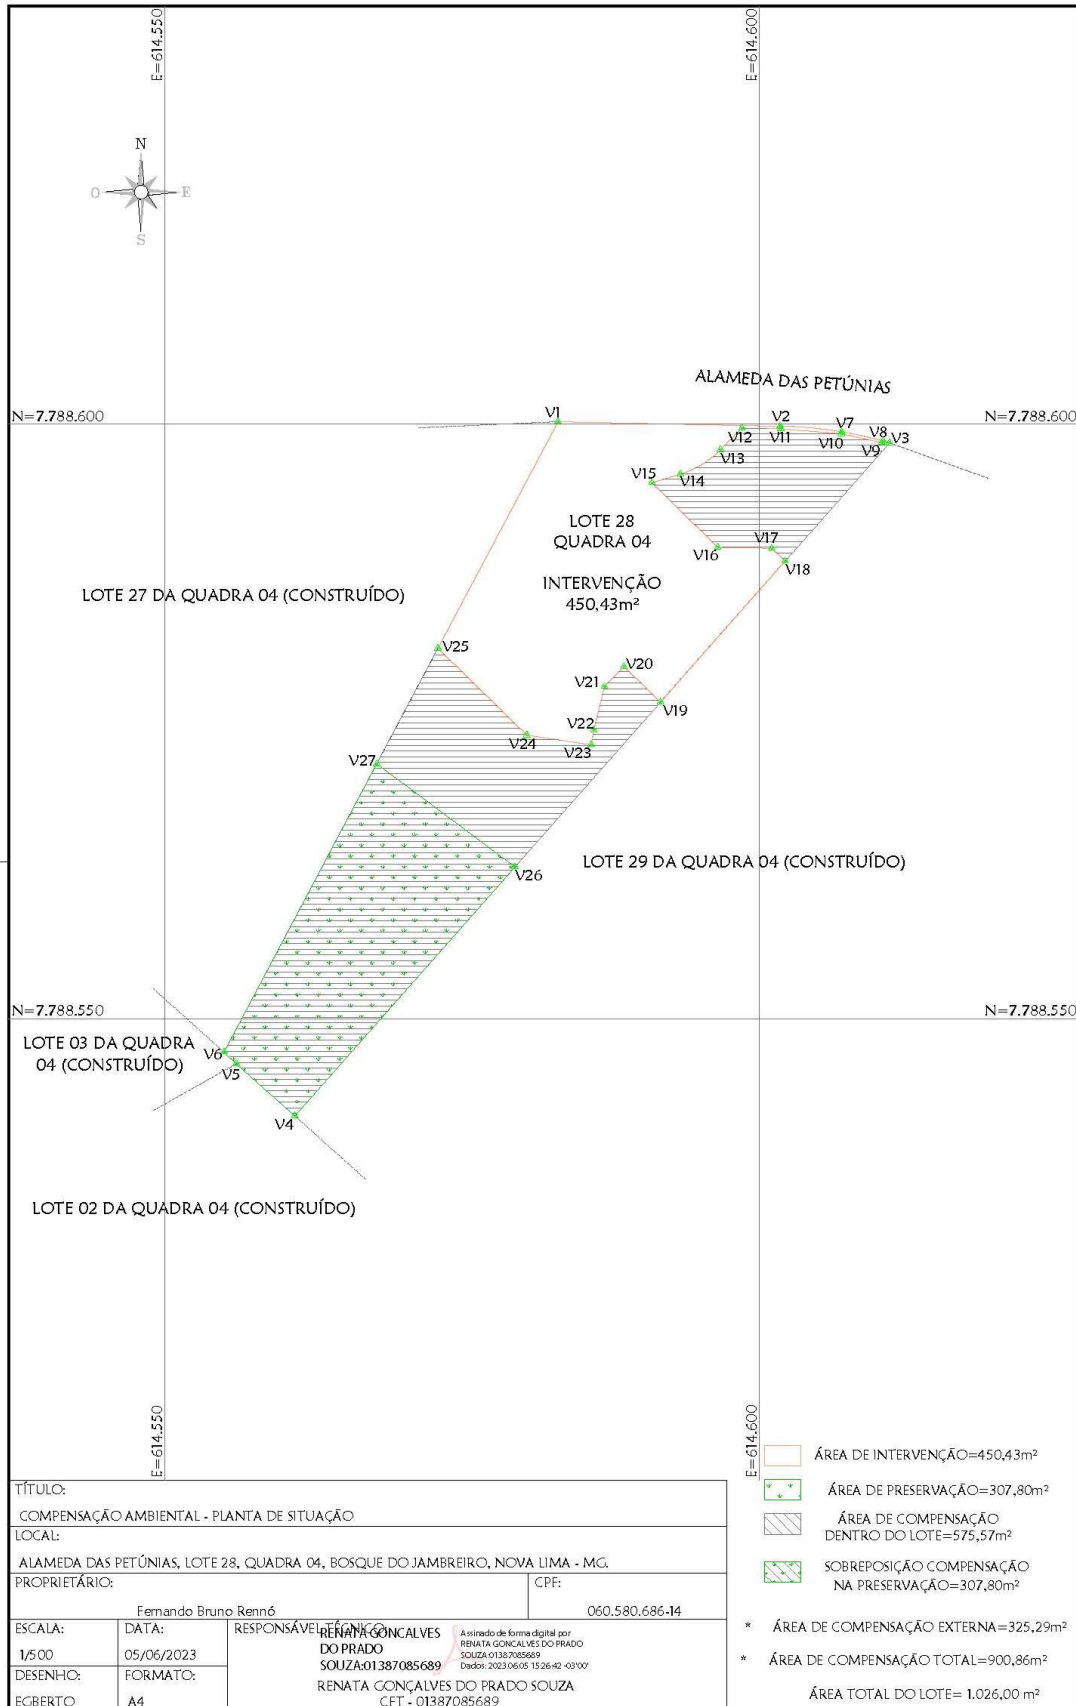 E=614.550
E=614.600
N
O
E
S
ALAMEDA DAS PETÚNIAS
N=7.788.600
N=7.788.600
V1
V2
V7
V8
V3
V12
V11
V10
V9
V13
V15
V14
LOTE 28
QUADRA 04
V16
V17
V18
INTERVENÇÃO
450,43m²
LOTE 27 DA QUADRA 04 (CONSTRUÍDO)
V25
V20
V21
V19
V22
V24
V23
V27
LOTE 29 DA QUADRA 04 (CONSTRUÍDO)
V26
N=7.788.550
N=7.788.550
LOTE 03 DA QUADRA
04 (CONSTRUÍDO)
V6
V5
V4
LOTE 02 DA QUADRA 04 (CONSTRUÍDO)
E=614.550
E=614.600
ÁREA DE INTERVENÇÃO=450,43m²
ÁREA DE PRESERVAÇÃO=307,80m²
ÁREA DE COMPENSAÇÃO
DENTRO DO LOTE=575,57m²
SOBREPOSIÇÃO COMPENSAÇÃO
NA PRESERVAÇÃO=307,80m²
* ÁREA DE COMPENSAÇÃO EXTERNA=325,29m²
* ÁREA DE COMPENSAÇÃO TOTAL=900,86m²
ÁREA TOTAL DO LOTE= 1.026,00 m²
TÍTULO:
COMPENSAÇÃO AMBIENTAL - PLANTA DE SITUAÇÃO
LOCAL:
ALAMEDA DAS PETÚNIAS, LOTE 28, QUADRA 04, BOSQUE DO JAMBREIRO, NOVA LIMA - MG.
PROPRIETÁRIO:
CPF:
Fernando Bruno Rennó
060.580.686-14
ESCALA:
1/500
DATA:
05/06/2023
RESPONSÁVEL TÉCNICO:
RENATA GONCALVES
DO PRADO
SOUZA:01387085689
Assinado de forma digital por
RENATA GONCALVES DO PRADO
SOUZA:01387085689
Dados: 2023.06.05 15:26:42 -03'00'
DESENHO:
EGBERTO
FORMATO:
A4
RENATA GONÇALVES DO PRADO SOUZA
CFT - 01387085689